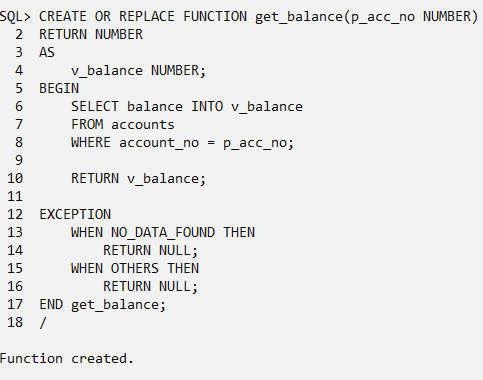 SQL> CREATE OR REPLACE FUNCTION get_balance(p_acc_no NUMBER)
  2  RETURN NUMBER
  3  AS
  4      v_balance NUMBER;
  5  BEGIN
  6      SELECT balance INTO v_balance
  7      FROM accounts
  8      WHERE account_no = p_acc_no;
  9
 10      RETURN v_balance;
 11
 12  EXCEPTION
 13      WHEN NO_DATA_FOUND THEN
 14          RETURN NULL;
 15      WHEN OTHERS THEN
 16          RETURN NULL;
 17  END get_balance;
 18  /
Function created.